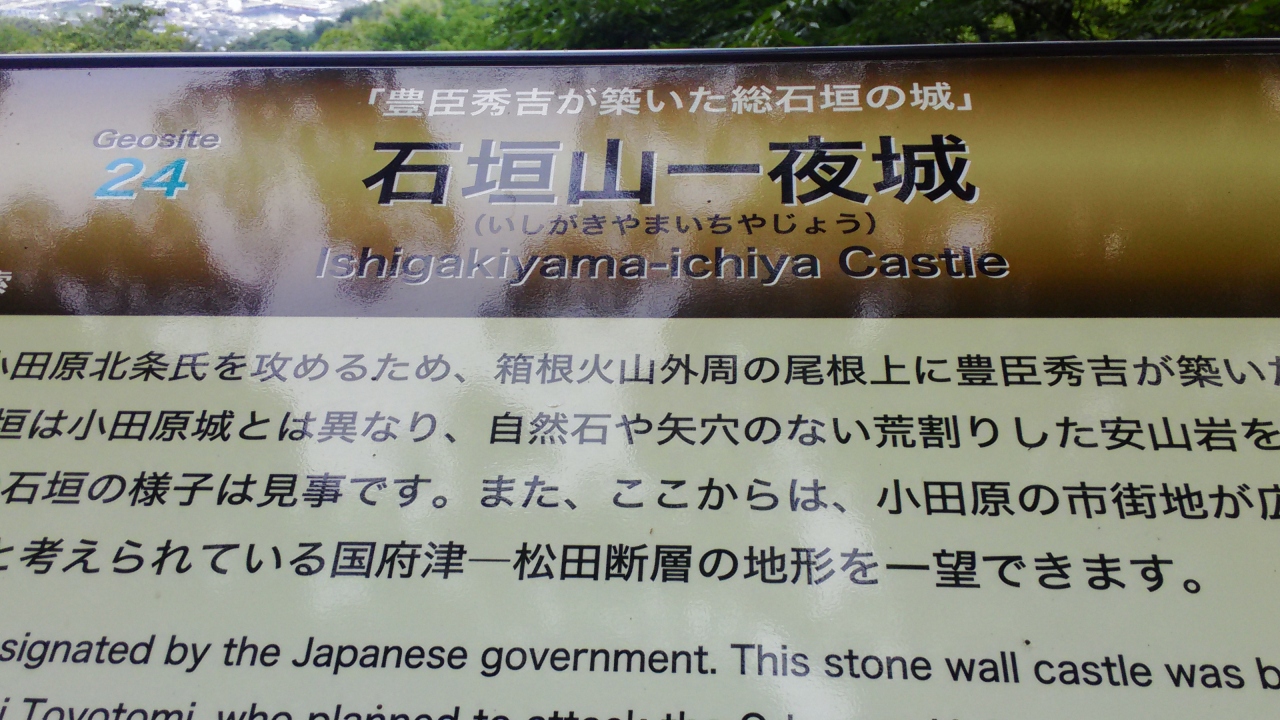 「豊臣秀吉が築いた総石垣の城」
Geosite
24
石垣山一夜城
(いしがきやまいちやじょう)
Ishigakiyama-ichiya Castle
索
小田原北条氏を攻めるため、箱根火山外周の尾根上に豊臣秀吉が築いた
垣は小田原城とは異なり、自然石や矢穴のない荒割りした安山岩を
石垣の様子は見事です。また、ここからは、小田原の市街地が広
と考えられている国府津―松田断層の地形を一望できます。
signated by the Japanese government. This stone wall castle was b
i Toyotomi, who planned to attack the